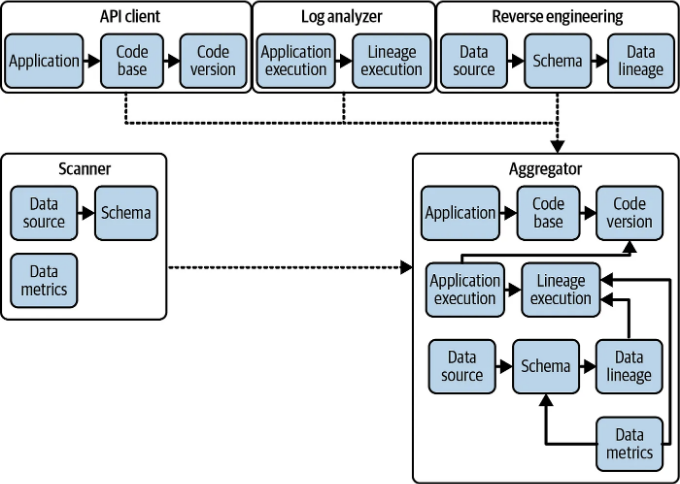 API client
Application
Code
base
Code
version
Log analyzer
Application
execution
Lineage
execution
Reverse engineering
Data
source
Schema
Data
lineage
Scanner
Data
source
Schema
Data
metrics
Aggregator
Application
Code
base
Code
version
Application
execution
Lineage
execution
Data
source
Schema
Data
lineage
Data
metrics